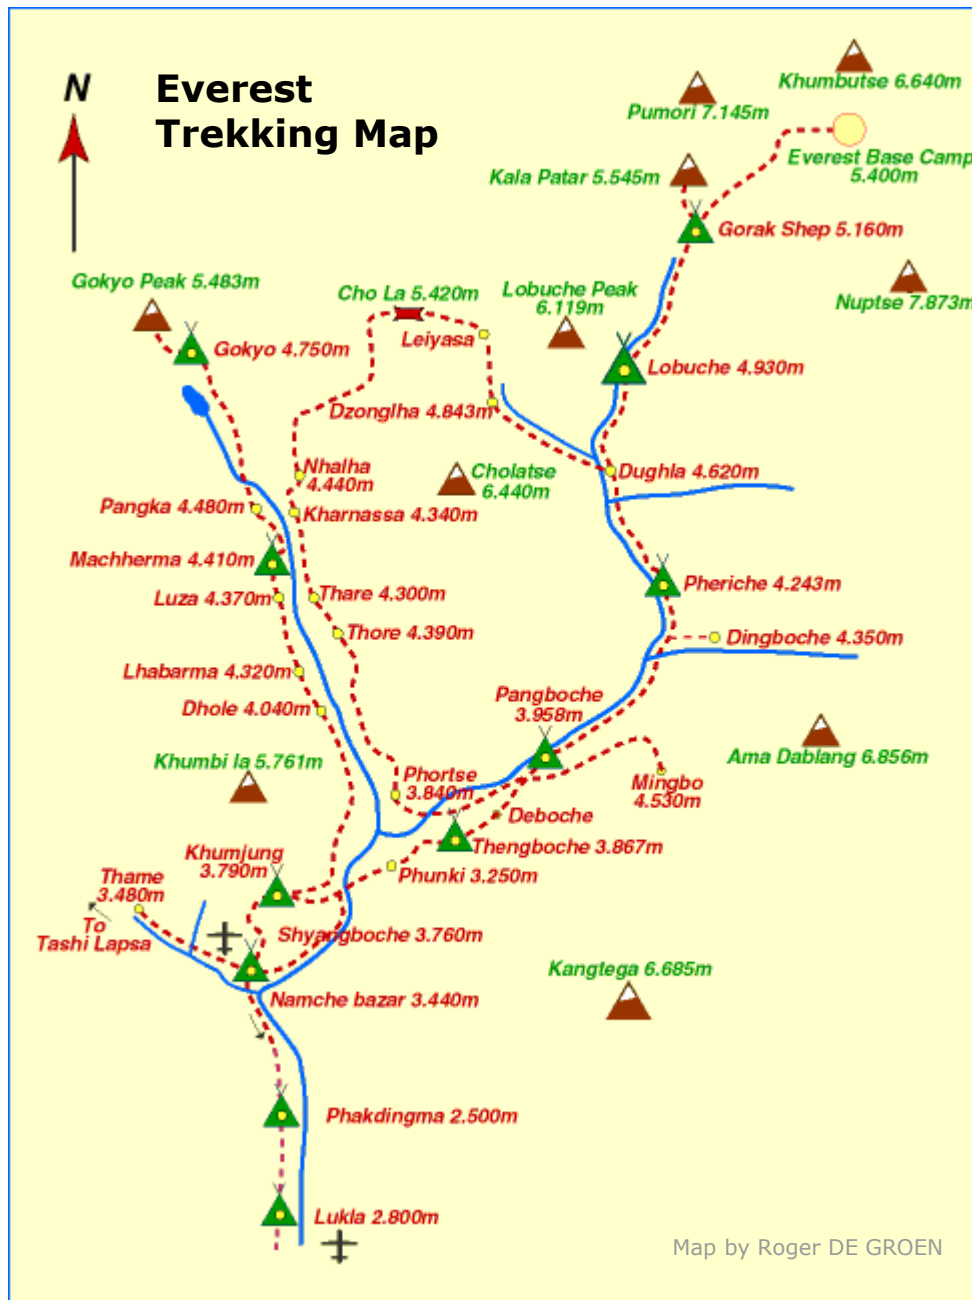 N
Everest
Trekking Map
Khumbutse 6.640m
Pumori 7.145m
Everest Base Camp
5.400m
Kala Patar 5.545m
Gorak Shep 5.160m
Gokyo Peak 5.483m
Cho La 5.420m
Lobuche Peak
6.119m
Nuptse 7.873m
Leiyasa
Gokyo 4.750m
Lobuche 4.930m
Dzonglha 4.843m
Nhalha
4.440m
Cholatse
6.440m
Dughla 4.620m
Pangka 4.480m
Kharnassa 4.340m
Machherma 4.410m
Pheriche 4.243m
Luza 4.370m
Thare 4.300m
Thore 4.390m
Dingboche 4.350m
Lhabarma 4.320m
Pangboche
3.958m
Dhole 4.040m
Khumbi la 5.761m
Ama Dablang 6.856m
Phortse
3.840m
Mingbo
4.530m
Deboche
Thengboche 3.867m
Khumjung
3.790m
Phunki 3.250m
Thame
3.480m
To
Tashi Lapsa
Shyangboche 3.760m
Kangtega 6.685m
Namche bazar 3.440m
Phakdingma 2.500m
Lukla 2.800m
Map by Roger DE GROEN